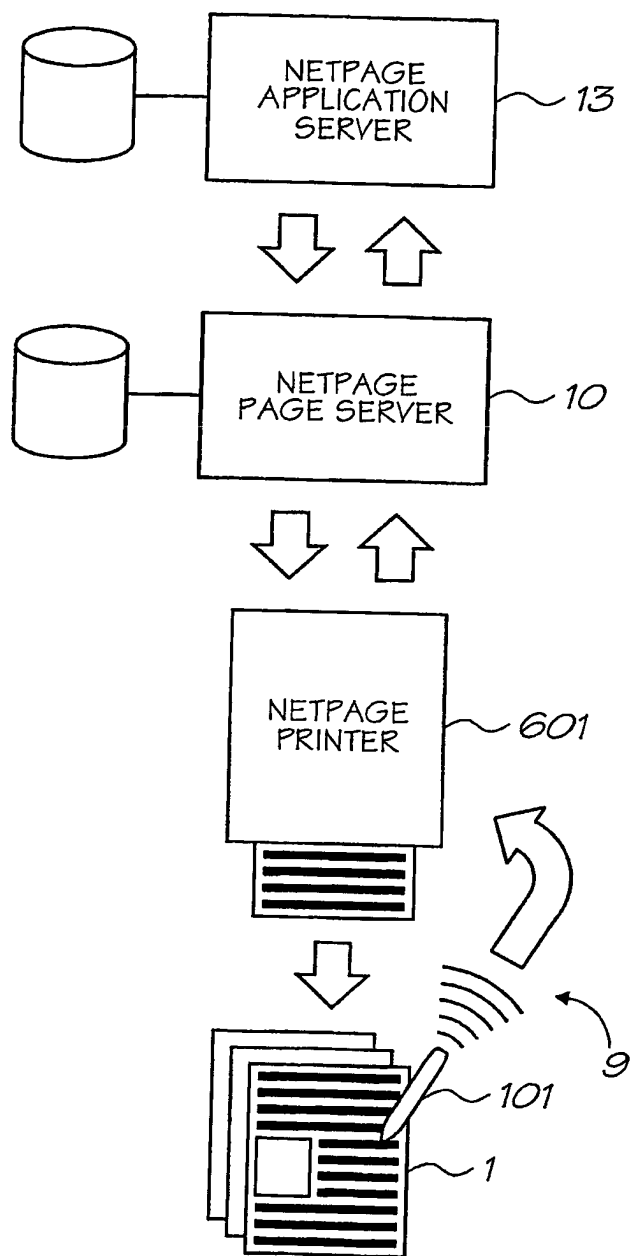 NETPAGE
APPLICATION
SERVER
13
NETPAGE
PAGE SERVER
10
NETPAGE
PRINTER
601
9
101
1